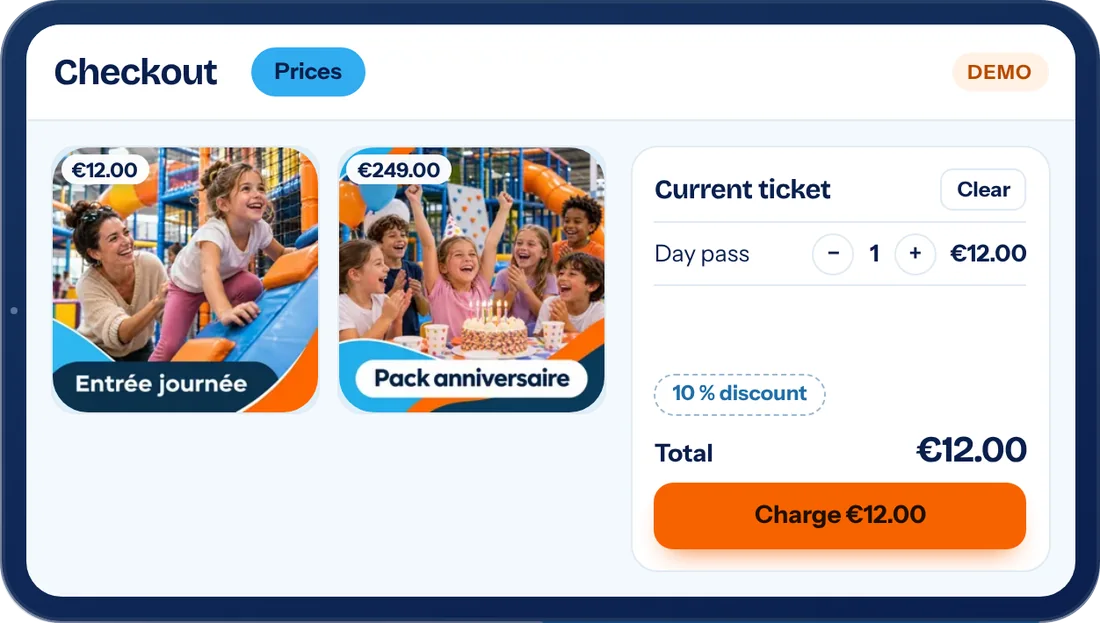 Checkout
Prices
DEMO
€12.00
Entrée journée
€249.00
Pack anniversaire
Current ticket
Clear
Day pass
− 1 + €12.00
10 % discount
Total €12.00
Charge €12.00